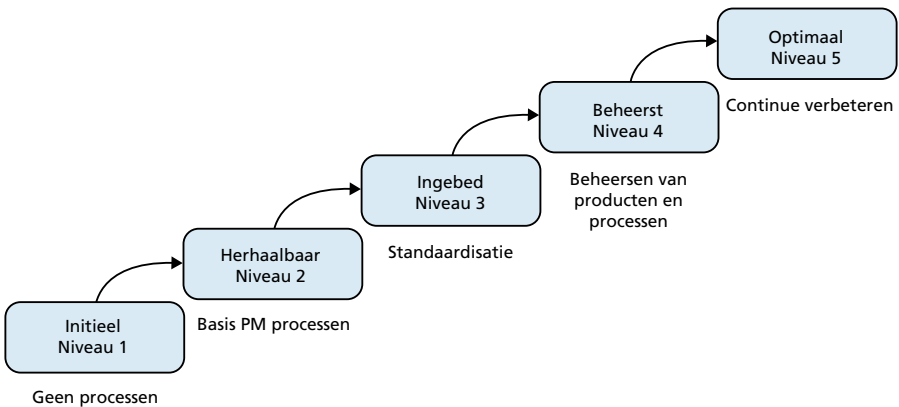 Optimaal
Niveau 5
Continue verbeteren
Beheerst
Niveau 4
Beheersen van
producten en
processen
Ingebed
Niveau 3
Standaardisatie
Herhaalbaar
Niveau 2
Basis PM processen
Initieel
Niveau 1
Geen processen